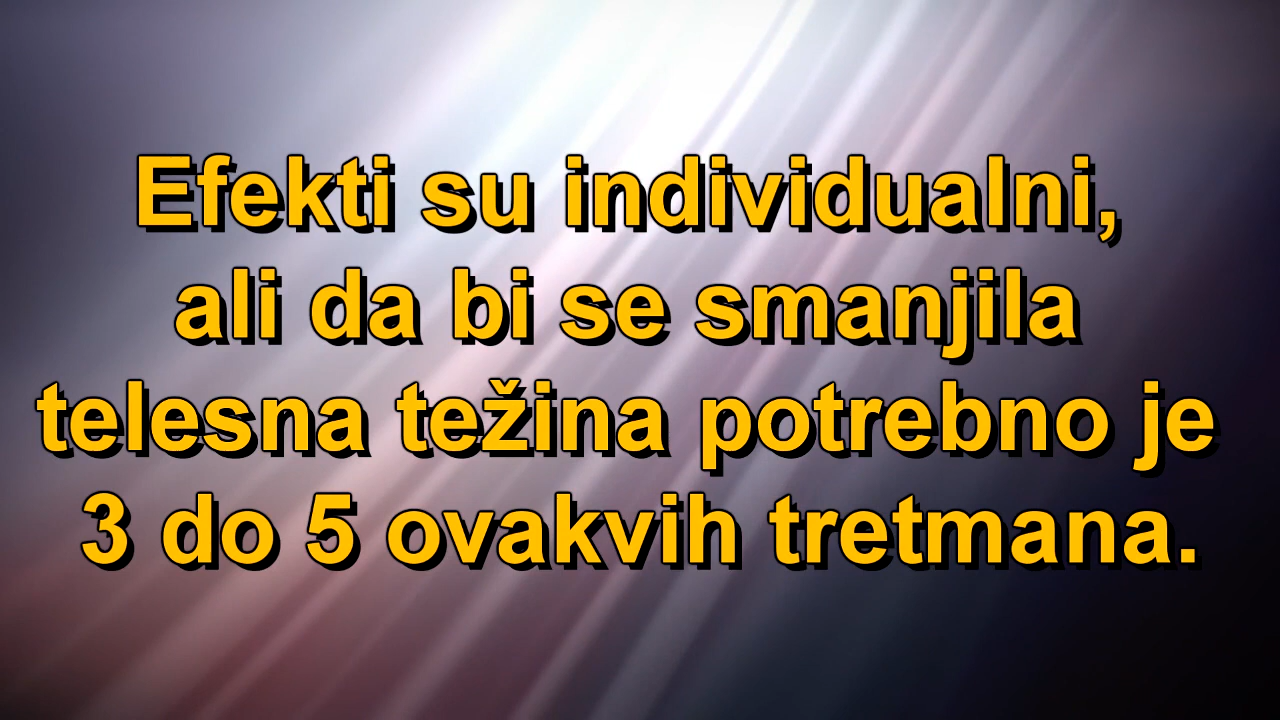 Efekti su individualni,
ali da bi se smanjila
telesna težina potrebno je
3 do 5 ovakvih tretmana.